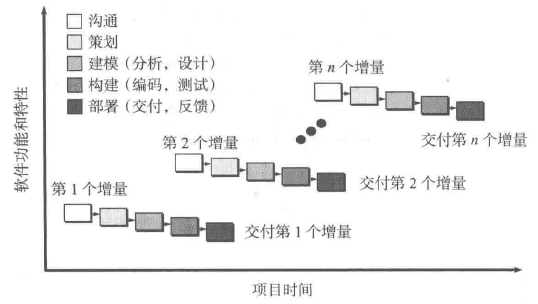 沟通
策划
建模（分析，设计）
构建（编码，测试）
部署（交付，反馈）
第 n 个增量
交付第 n 个增量
第 2 个增量
交付第 2 个增量
第 1 个增量
交付第 1 个增量
软件功能和特性
项目时间